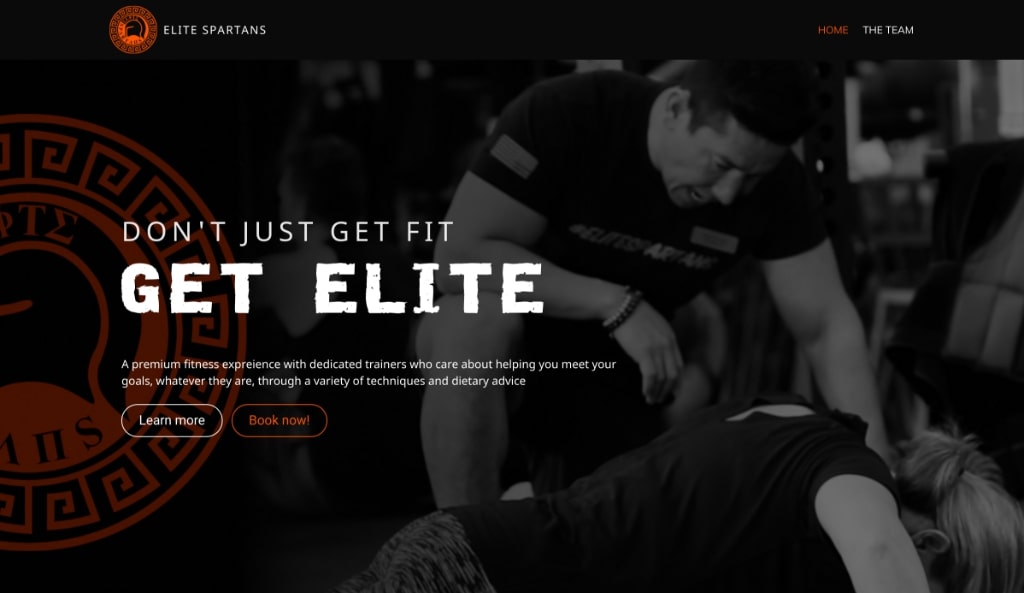 ELITE SPARTANS
HOME
THE TEAM
DON'T JUST GET FIT
GET ELITE
A premium fitness expreience with dedicated trainers who care about helping you meet your
goals, whatever they are, through a variety of techniques and dietary advice
Learn more
Book now!